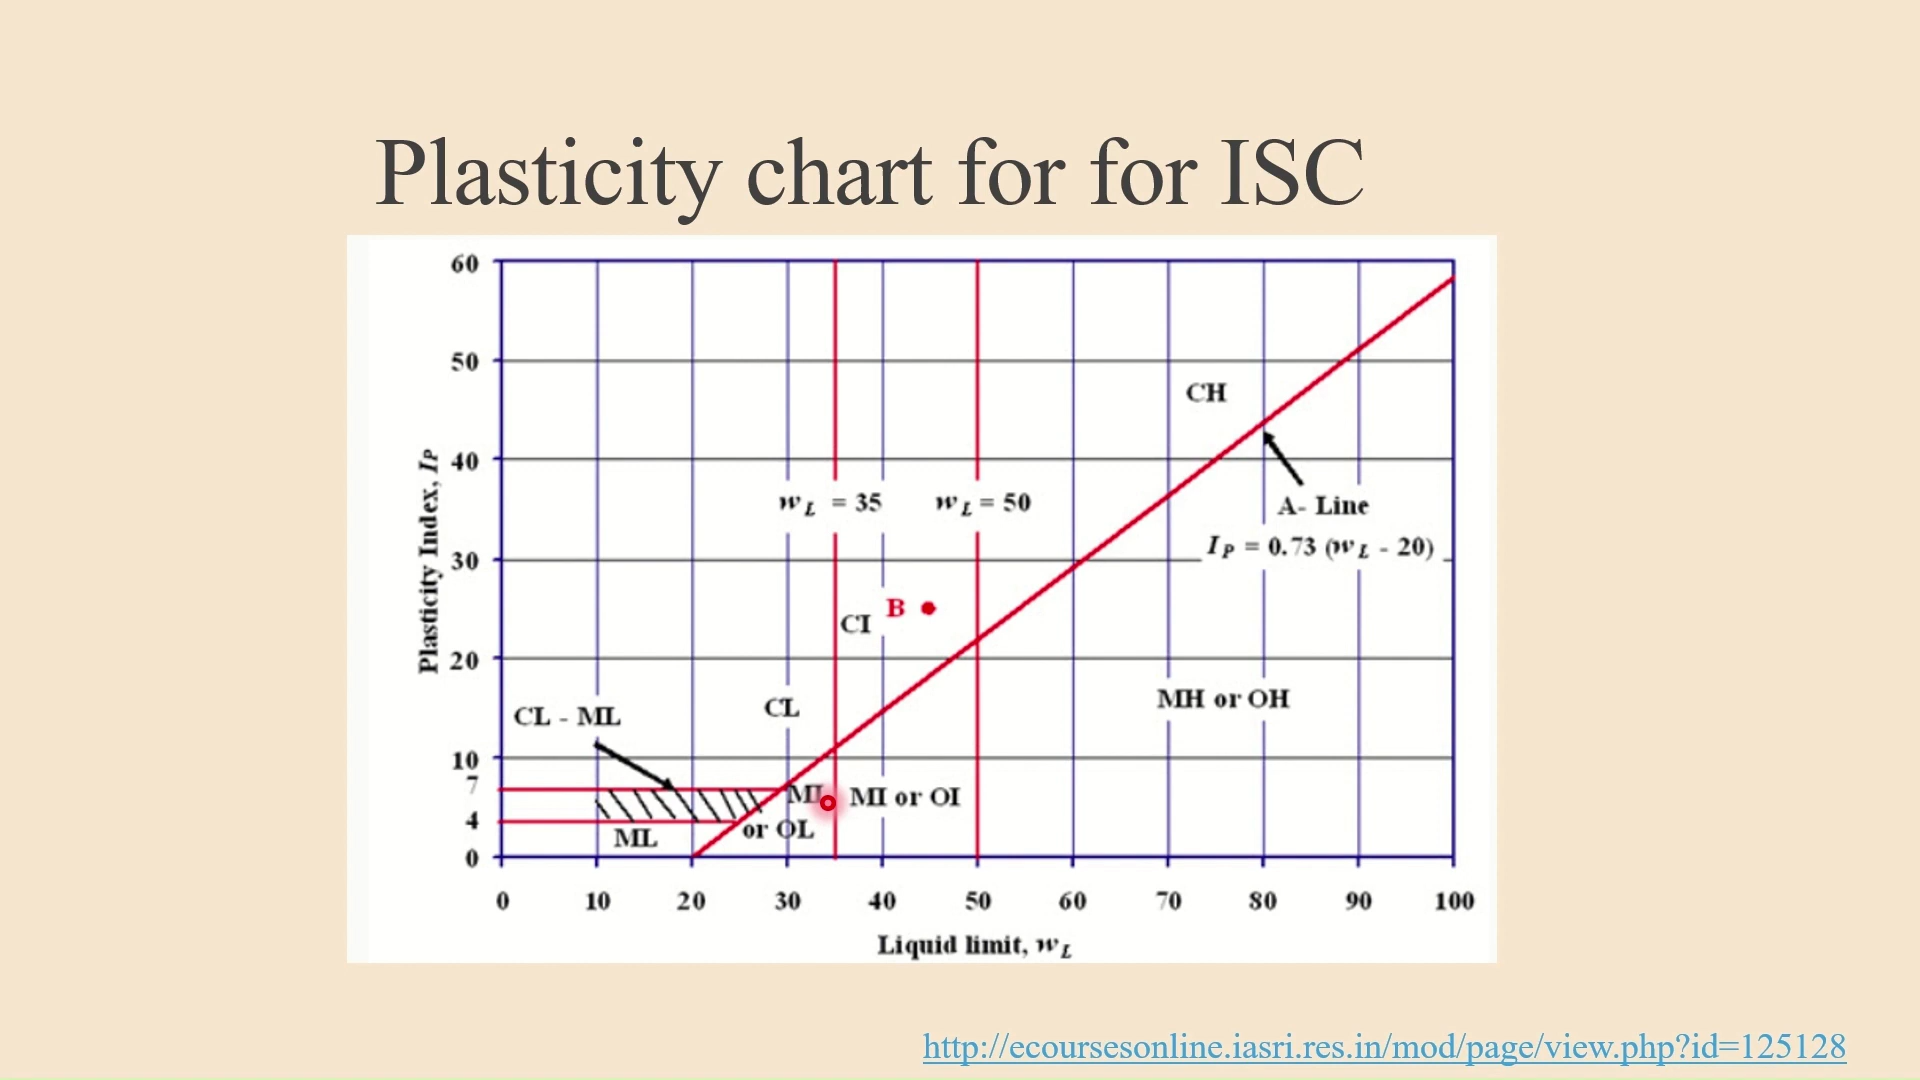 Plasticity chart for for ISC
60
50
40
30
20
10
7
4
0
Plasticity Index, IP
CH
wL = 35
wL = 50
A- Line
IP = 0.73 (wL - 20)
B
CI
CL
CL - ML
MH or OH
ML
or OL
MI or OI
ML
0 10 20 30 40 50 60 70 80 90 100
Liquid limit, wL
http://ecoursesonline.iasri.res.in/mod/page/view.php?id=125128